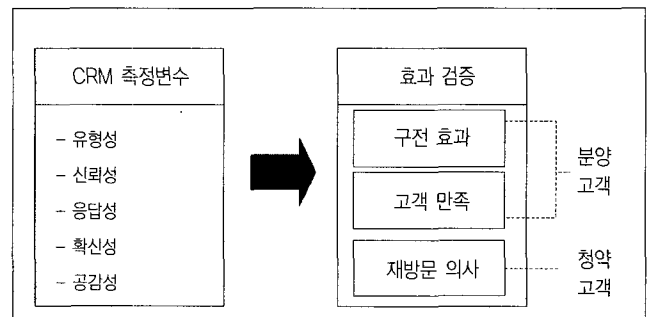 CRM 측정변수
- 유형성
- 신뢰성
- 응답성
- 확신성
- 공감성
효과 검증
구전 효과
고객 만족
재방문 의사
분양
고객
청약
고객